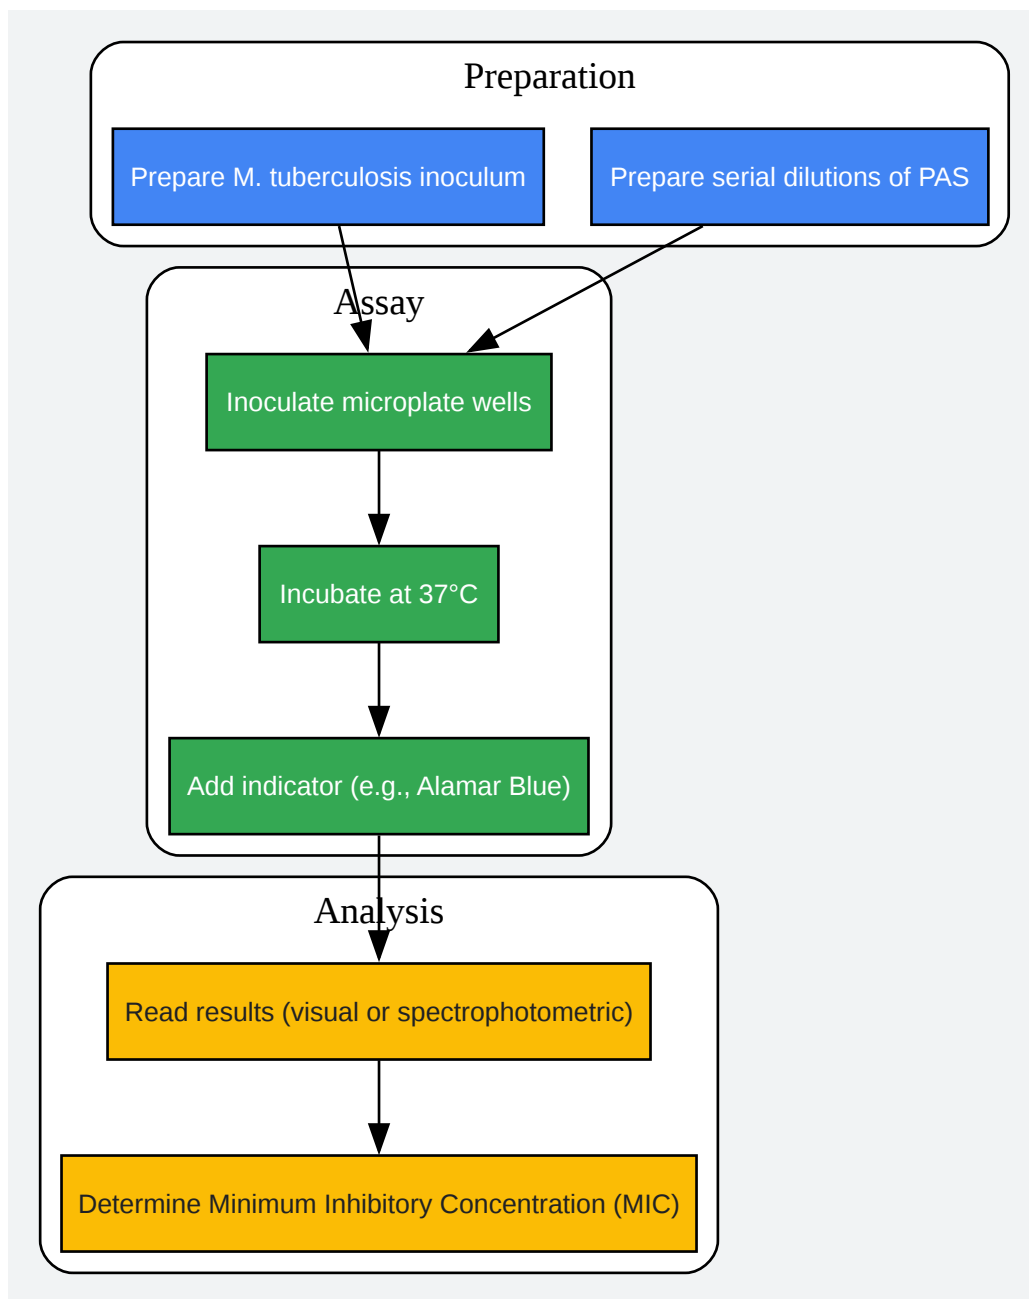 Preparation
Prepare M. tuberculosis inoculum
Prepare serial dilutions of PAS
Assay
Inoculate microplate wells
Incubate at 37°C
Add indicator (e.g., Alamar Blue)
Analysis
Read results (visual or spectrophotometric)
Determine Minimum Inhibitory Concentration (MIC)